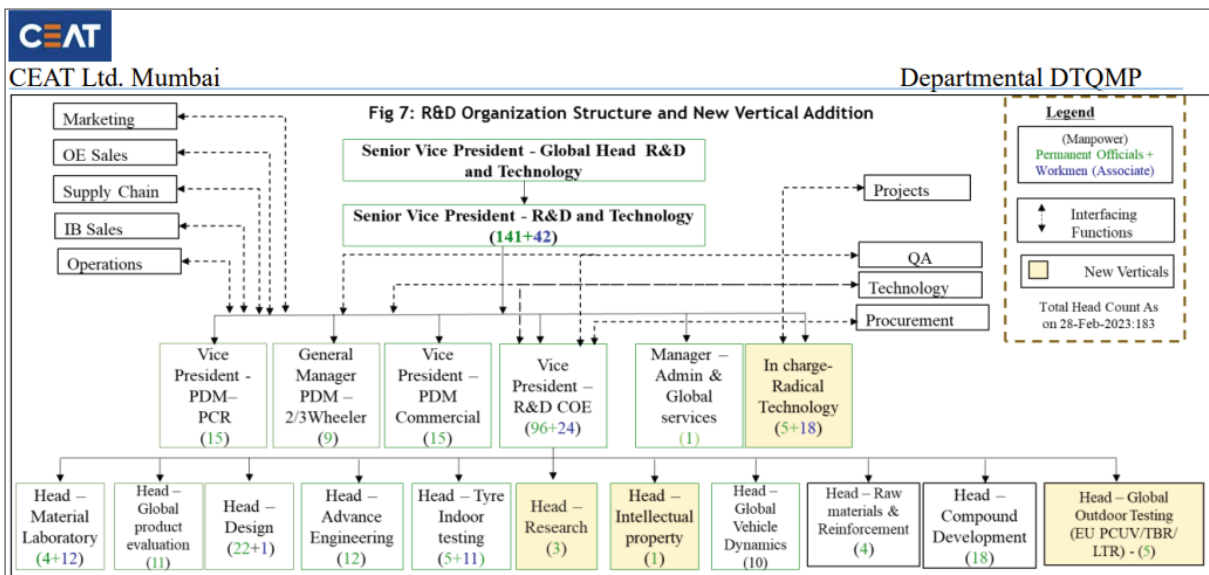 CEAT
CEAT Ltd. Mumbai
Departmental DTQMP
Fig 7: R&D Organization Structure and New Vertical Addition
Marketing
OE Sales
Supply Chain
IB Sales
Operations
Senior Vice President - Global Head R&D
and Technology
Senior Vice President - R&D and Technology
(141+42)
Projects
QA
Technology
Procurement
Legend
(Manpower)
Permanent Officials +
Workmen (Associate)
Interfacing
Functions
New Verticals
Total Head Count As
on 28-Feb-2023:183
Vice
President -
PDM–
PCR
(15)
General
Manager
PDM –
2/3Wheeler
(9)
Vice
President –
PDM
Commercial
(15)
Vice
President –
R&D COE
(96+24)
Manager –
Admin &
Global
services
(1)
In charge-
Radical
Technology
(5+18)
Head –
Material
Laboratory
(4+12)
Head –
Global
product
evaluation
(11)
Head –
Design
(22+1)
Head –
Advance
Engineering
(12)
Head – Tyre
Indoor
testing
(5+11)
Head –
Research
(3)
Head –
Intellectual
property
(1)
Head –
Global
Vehicle
Dynamics
(10)
Head – Raw
materials &
Reinforcement
(4)
Head –
Compound
Development
(18)
Head – Global
Outdoor Testing
(EU PCUV/TBR/
LTR) - (5)